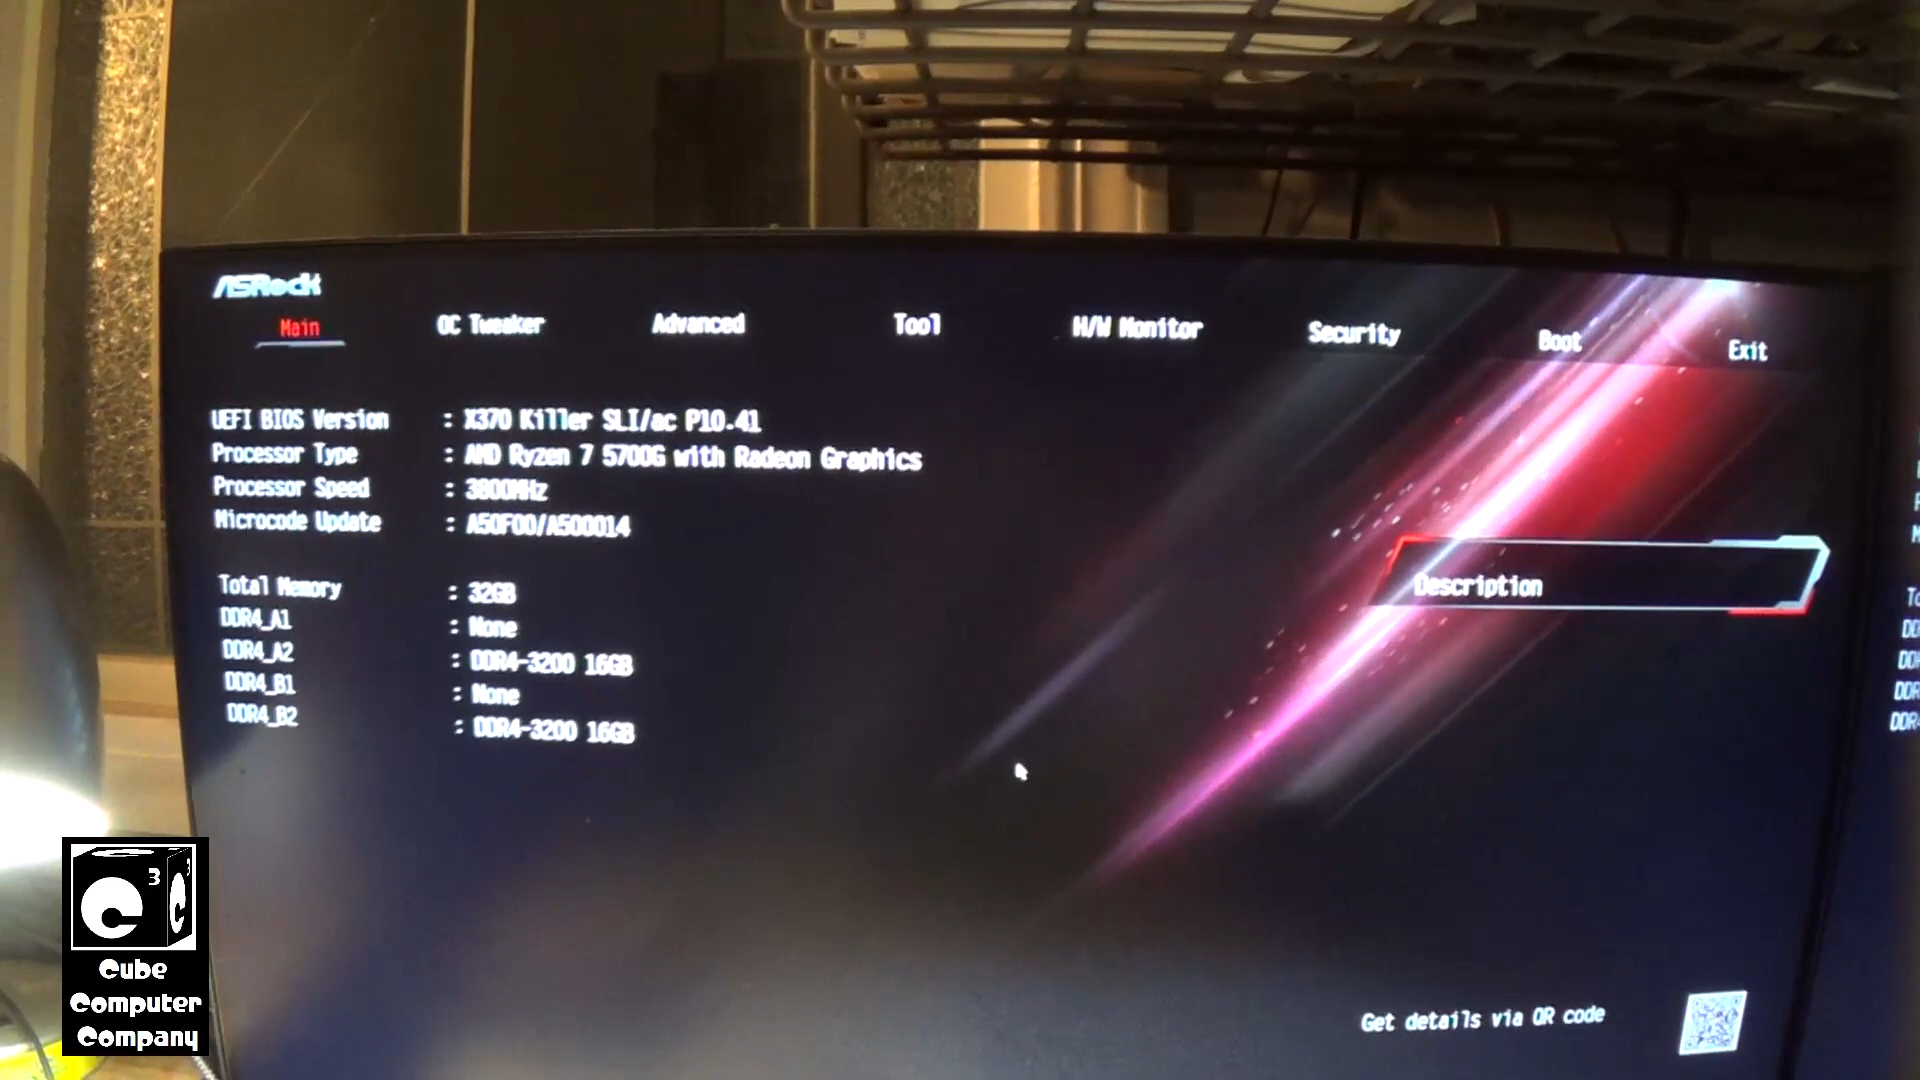 ASRock
Main OC Tweaker Advanced Tool H/W Monitor Security Boot Exit
UEFI BIOS Version : X370 Killer SLI/ac P10.41
Processor Type : AMD Ryzen 7 5700G with Radeon Graphics
Processor Speed : 3800MHz
Microcode Update : A50F00/A500014
Total Memory : 32GB
DDR4_A1 : None
DDR4_A2 : DDR4-3200 16GB
DDR4_B1 : None
DDR4_B2 : DDR4-3200 16GB
Description
Get details via QR code
C3
C3
Cube
Computer
Company